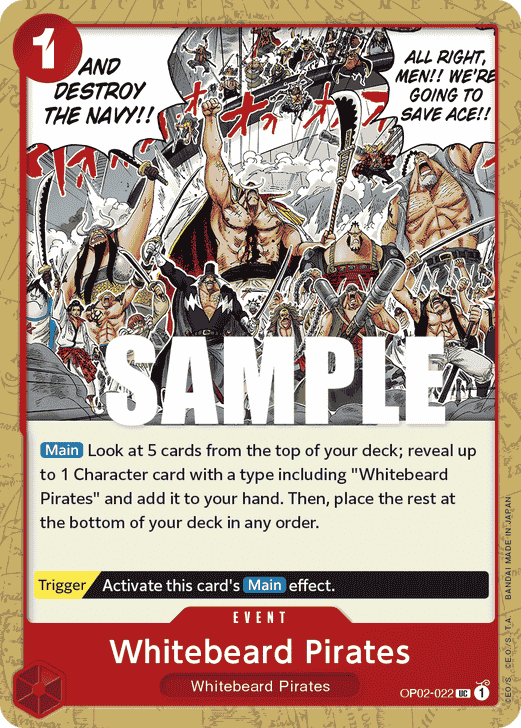 1
AND
DESTROY
THE NAVY!!
ALL RIGHT,
MEN!! WE'RE
GOING TO
SAVE ACE!!
SAMPLE
Main Look at 5 cards from the top of your deck; reveal up
to 1 Character card with a type including "Whitebeard
Pirates" and add it to your hand. Then, place the rest at
the bottom of your deck in any order.
Trigger Activate this card's Main effect.
EVENT
Whitebeard Pirates
Whitebeard Pirates
OP02-022 UC 1
©E.O./S. ©E.O./S., T.A. BANDAI MADE IN JAPAN